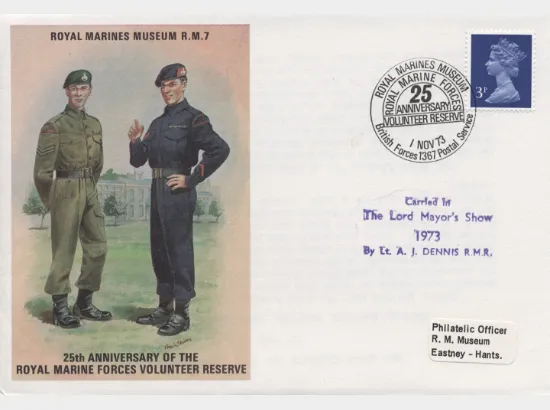 ROYAL MARINES MUSEUM R.M.7
25th ANNIVERSARY OF THE
ROYAL MARINE FORCES VOLUNTEER RESERVE
ROYAL MARINES MUSEUM
ROYAL MARINE FORCES
25
ANNIVERSARY
VOLUNTEER RESERVE
1 NOV 73
British Forces 1367 Postal Service
3P
Carried In
The Lord Mayor's Show
1973
By Lt. A. J. DENNIS R.M.R.
Philatelic Officer
R. M. Museum
Eastney - Hants.